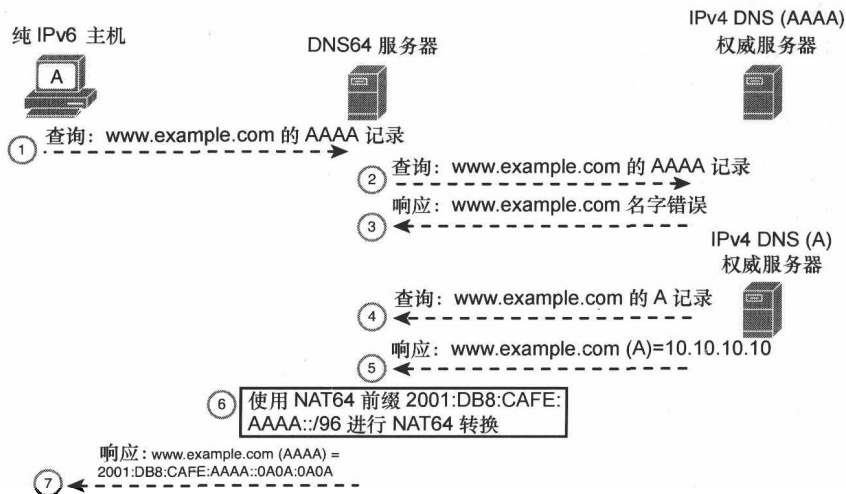 纯 IPv6 主机
DNS64 服务器
IPv4 DNS (AAAA)
权威服务器
A
① 查询：www.example.com 的 AAAA 记录
② 查询：www.example.com 的 AAAA 记录
③ 响应：www.example.com 名字错误
IPv4 DNS (A)
权威服务器
④ 查询：www.example.com 的 A 记录
⑤ 响应：www.example.com (A)=10.10.10.10
⑥ 使用 NAT64 前缀 2001:DB8:CAFE:
AAAA::/96 进行 NAT64 转换
响应：www.example.com (AAAA) =
⑦ 2001:DB8:CAFE:AAAA::0A0A:0A0A